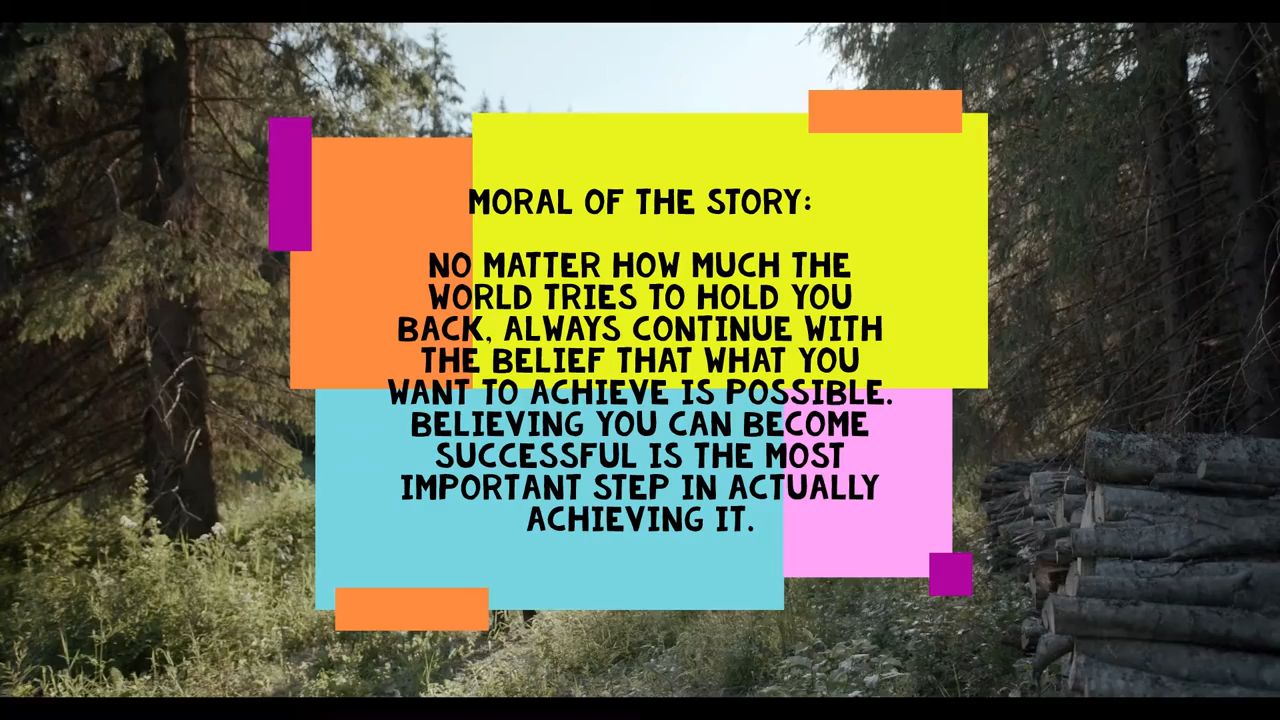 MORAL OF THE STORY:
NO MATTER HOW MUCH THE
WORLD TRIES TO HOLD YOU
BACK, ALWAYS CONTINUE WITH
THE BELIEF THAT WHAT YOU
WANT TO ACHIEVE IS POSSIBLE.
BELIEVING YOU CAN BECOME
SUCCESSFUL IS THE MOST
IMPORTANT STEP IN ACTUALLY
ACHIEVING IT.